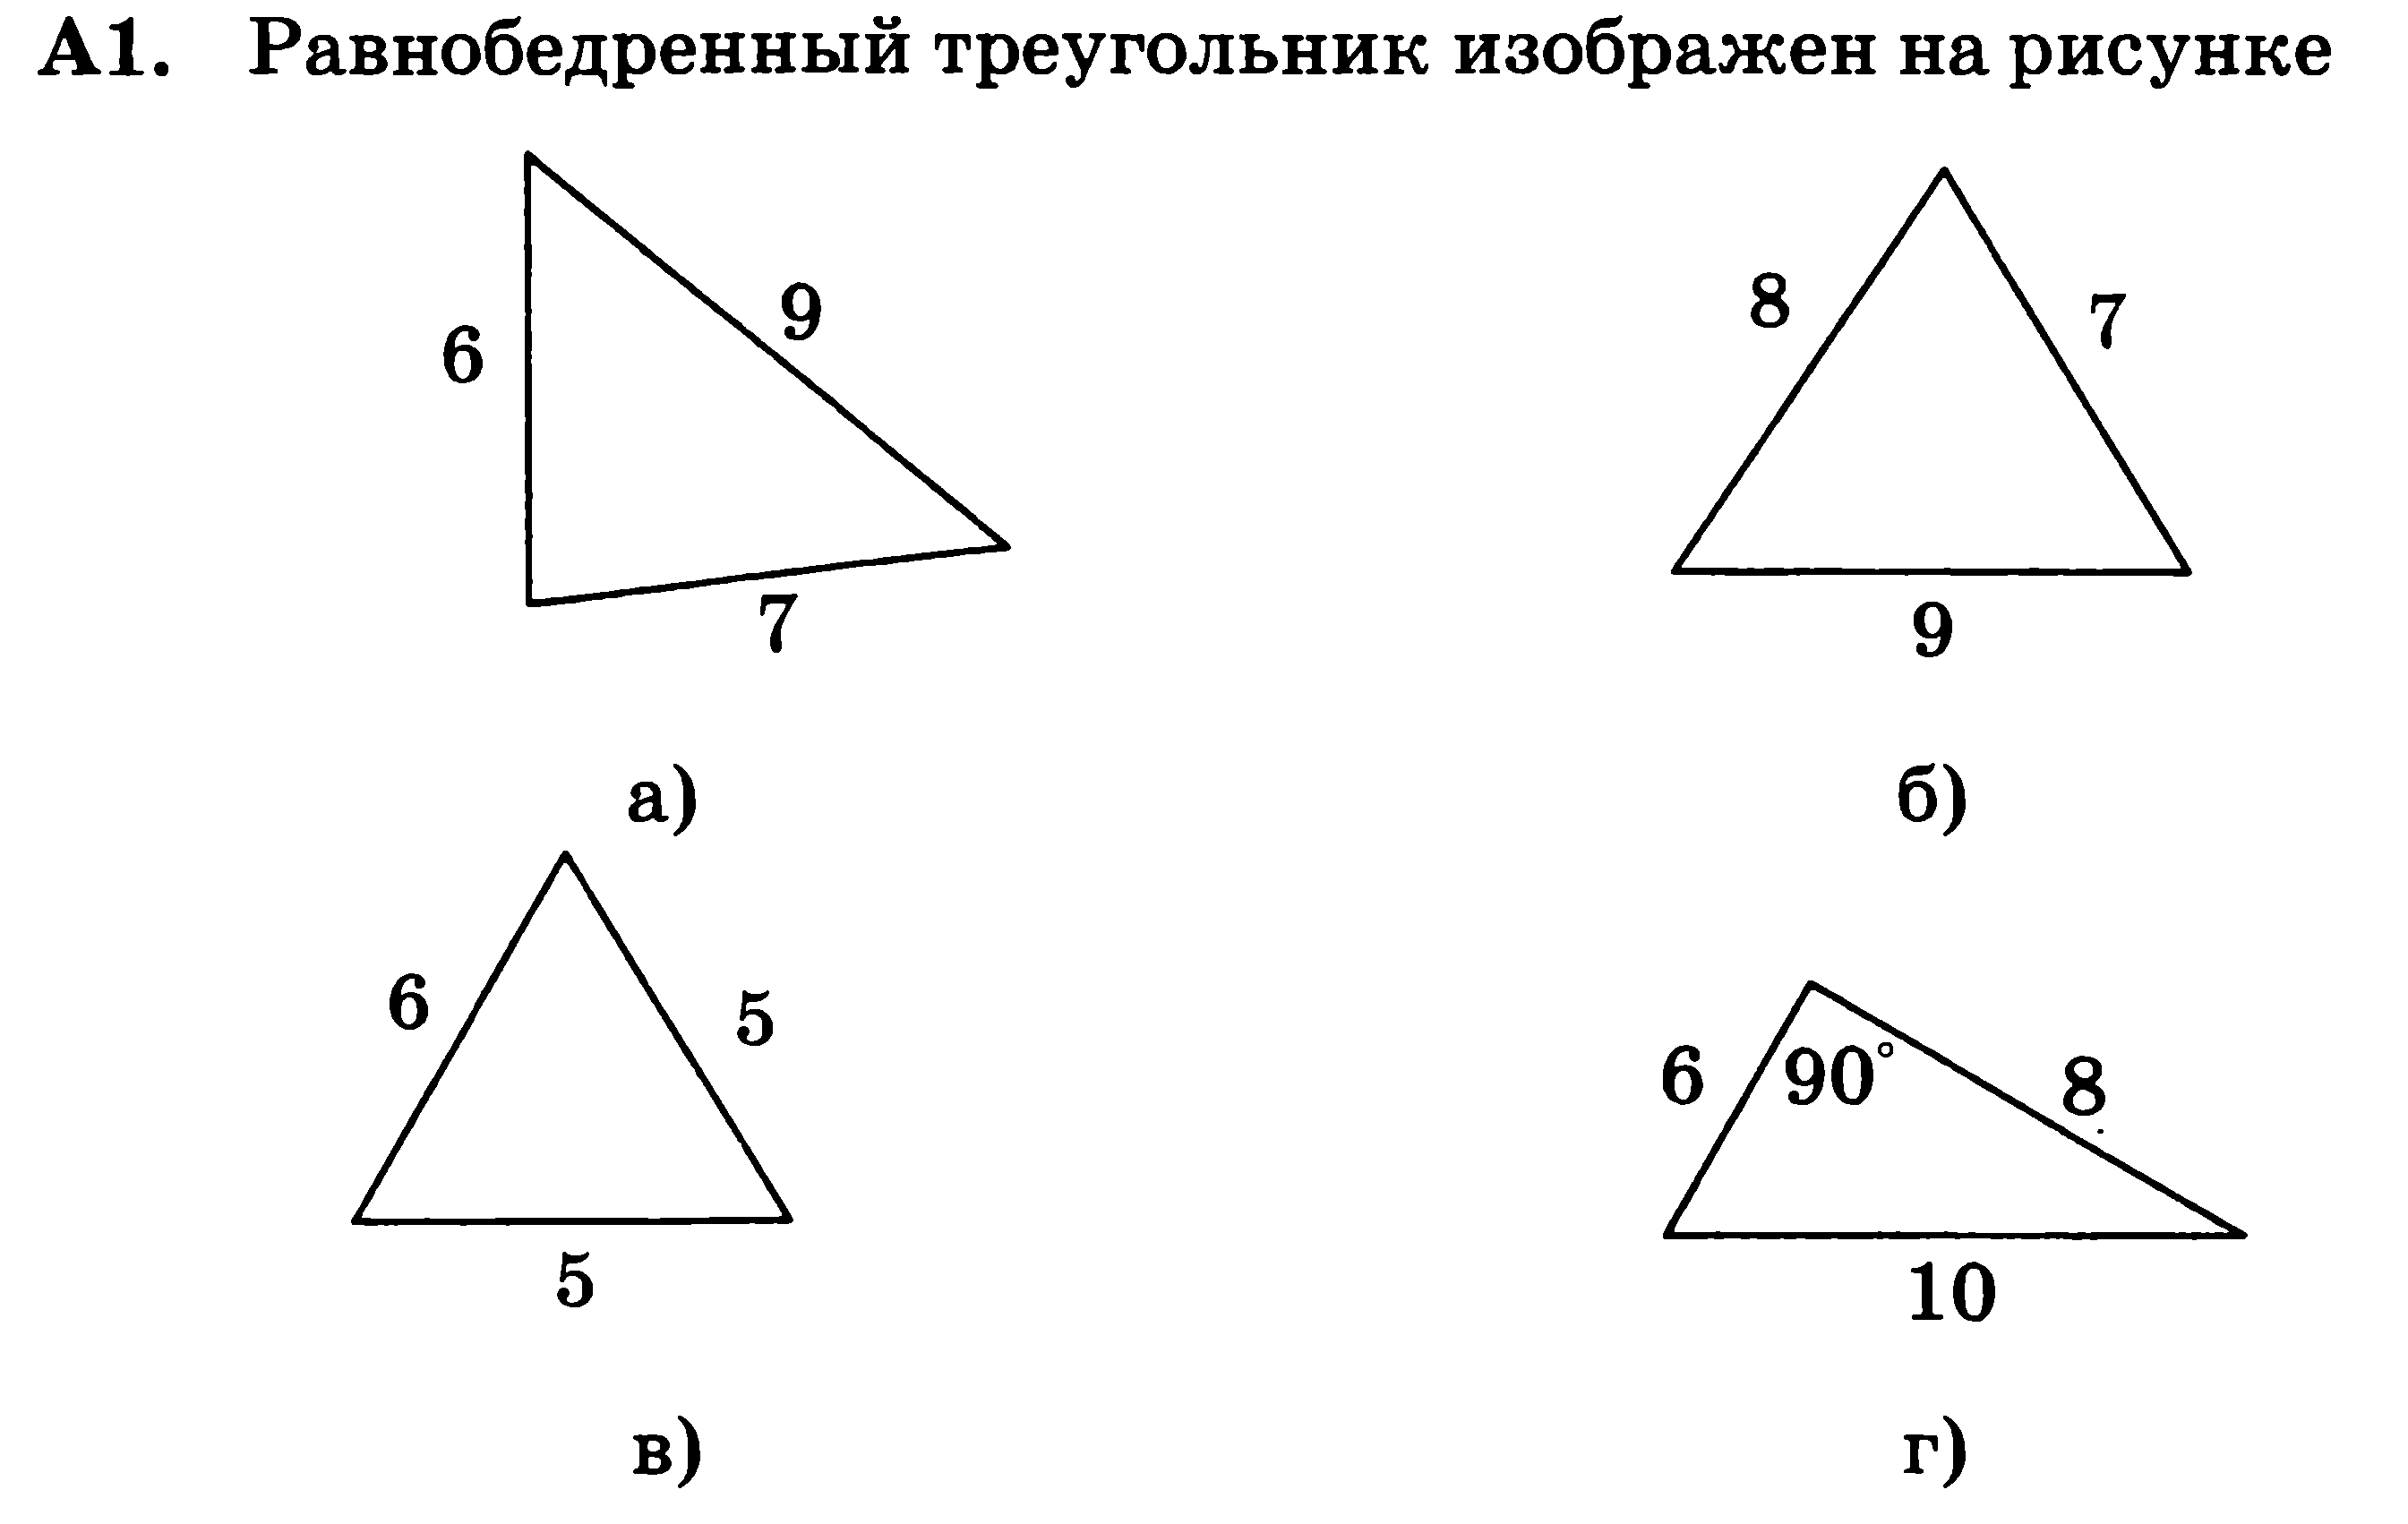 А1. Равнобедренный треугольник изображен на рисунке
6 9 7
8 7 9
а) б)
6 5 5
6 90° 8 10
в) г)